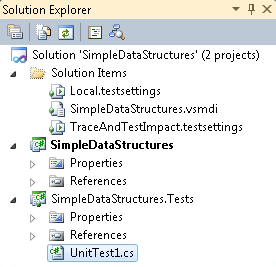 Solution Explorer
Solution 'SimpleDataStructures' (2 projects)
Solution Items
Local.testsettings
SimpleDataStructures.vsmdi
TraceAndTestImpact.testsettings
SimpleDataStructures
Properties
References
SimpleDataStructures.Tests
Properties
References
UnitTest1.cs